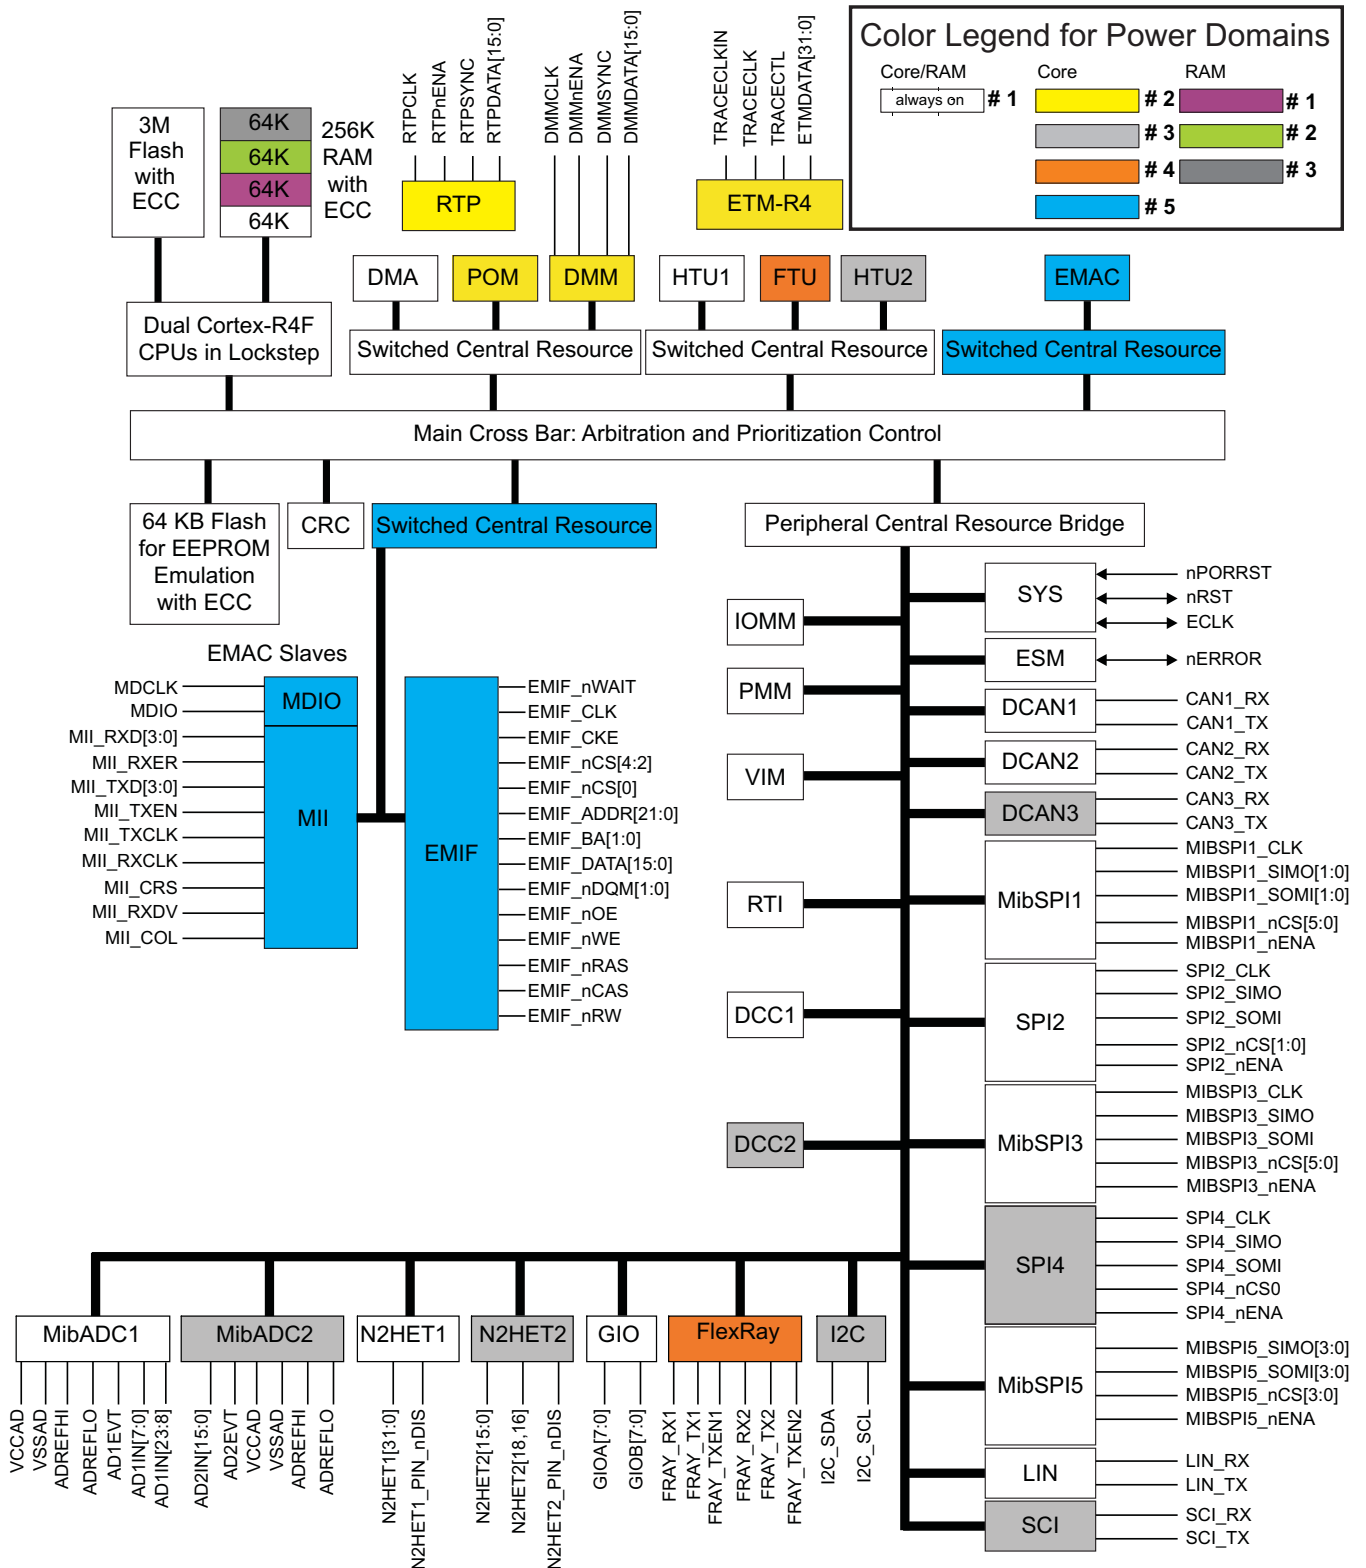 Color Legend for Power Domains
Core/RAM
Core
RAM
always on
# 1
# 2
# 1
# 3
# 2
# 4
# 3
# 5
RTPCLK
RTPnENA
RTPSYNC
RTPDATA[15:0]
DMMCLK
DMMnENA
DMMSYNC
DMMDATA[15:0]
TRACECLKIN
TRACECLK
TRACECTL
ETMDATA[31:0]
3M
Flash
with
ECC
64K
64K
64K
64K
256K
RAM
with
ECC
RTP
ETM-R4
DMA
POM
DMM
HTU1
FTU
HTU2
EMAC
Dual Cortex-R4F
CPUs in Lockstep
Switched Central Resource
Switched Central Resource
Switched Central Resource
Main Cross Bar: Arbitration and Prioritization Control
64 KB Flash
for EEPROM
Emulation
with ECC
CRC
Switched Central Resource
Peripheral Central Resource Bridge
EMAC Slaves
MDCLK
MDIO
MII_RXD[3:0]
MII_RXER
MII_TXD[3:0]
MII_TXEN
MII_TXCLK
MII_RXCLK
MII_CRS
MII_RXDV
MII_COL
MDIO
MII
EMIF
EMIF_nWAIT
EMIF_CLK
EMIF_CKE
EMIF_nCS[4:2]
EMIF_nCS[0]
EMIF_ADDR[21:0]
EMIF_BA[1:0]
EMIF_DATA[15:0]
EMIF_nDQM[1:0]
EMIF_nOE
EMIF_nWE
EMIF_nRAS
EMIF_nCAS
EMIF_nRW
IOMM
PMM
VIM
RTI
DCC1
DCC2
SYS
nPORRST
nRST
ECLK
ESM
nERROR
DCAN1
CAN1_RX
CAN1_TX
DCAN2
CAN2_RX
CAN2_TX
DCAN3
CAN3_RX
CAN3_TX
MibSPI1
MIBSPI1_CLK
MIBSPI1_SIMO[1:0]
MIBSPI1_SOMI[1:0]
MIBSPI1_nCS[5:0]
MIBSPI1_nENA
SPI2
SPI2_CLK
SPI2_SIMO
SPI2_SOMI
SPI2_nCS[1:0]
SPI2_nENA
MibSPI3
MIBSPI3_CLK
MIBSPI3_SIMO
MIBSPI3_SOMI
MIBSPI3_nCS[5:0]
MIBSPI3_nENA
SPI4
SPI4_CLK
SPI4_SIMO
SPI4_SOMI
SPI4_nCS0
SPI4_nENA
MibSPI5
MIBSPI5_SIMO[3:0]
MIBSPI5_SOMI[3:0]
MIBSPI5_nCS[3:0]
MIBSPI5_nENA
LIN
LIN_RX
LIN_TX
SCI
SCI_RX
SCI_TX
MibADC1
MibADC2
N2HET1
N2HET2
GIO
FlexRay
I2C
VCCAD
VSSAD
ADREFHI
ADREFLO
AD1EVT
AD1IN[7:0]
AD1IN[23:8]
AD2IN[15:0]
AD2EVT
VCCAD
VSSAD
ADREFHI
ADREFLO
N2HET1[31:0]
N2HET1_PIN_nDIS
N2HET2[15:0]
N2HET2[18,16]
N2HET2_PIN_nDIS
GIOA[7:0]
GIOB[7:0]
FRAY_RX1
FRAY_TX1
FRAY_TXEN1
FRAY_RX2
FRAY_TX2
FRAY_TXEN2
I2C_SDA
I2C_SCL